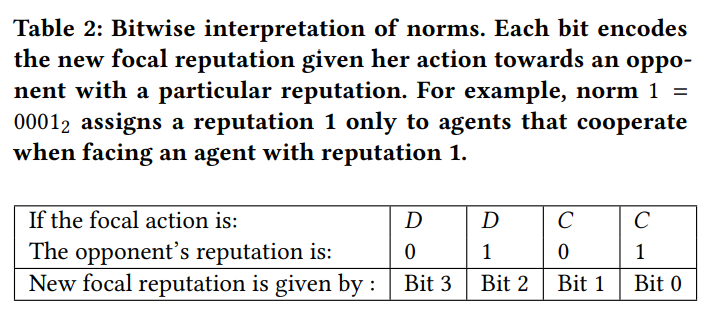 Table 2: Bitwise interpretation of norms. Each bit encodes
the new focal reputation given her action towards an oppo-
nent with a particular reputation. For example, norm 1 =
0001₂ assigns a reputation 1 only to agents that cooperate
when facing an agent with reputation 1.
If the focal action is: D D C C
The opponent's reputation is: 0 1 0 1
New focal reputation is given by : Bit 3 Bit 2 Bit 1 Bit 0